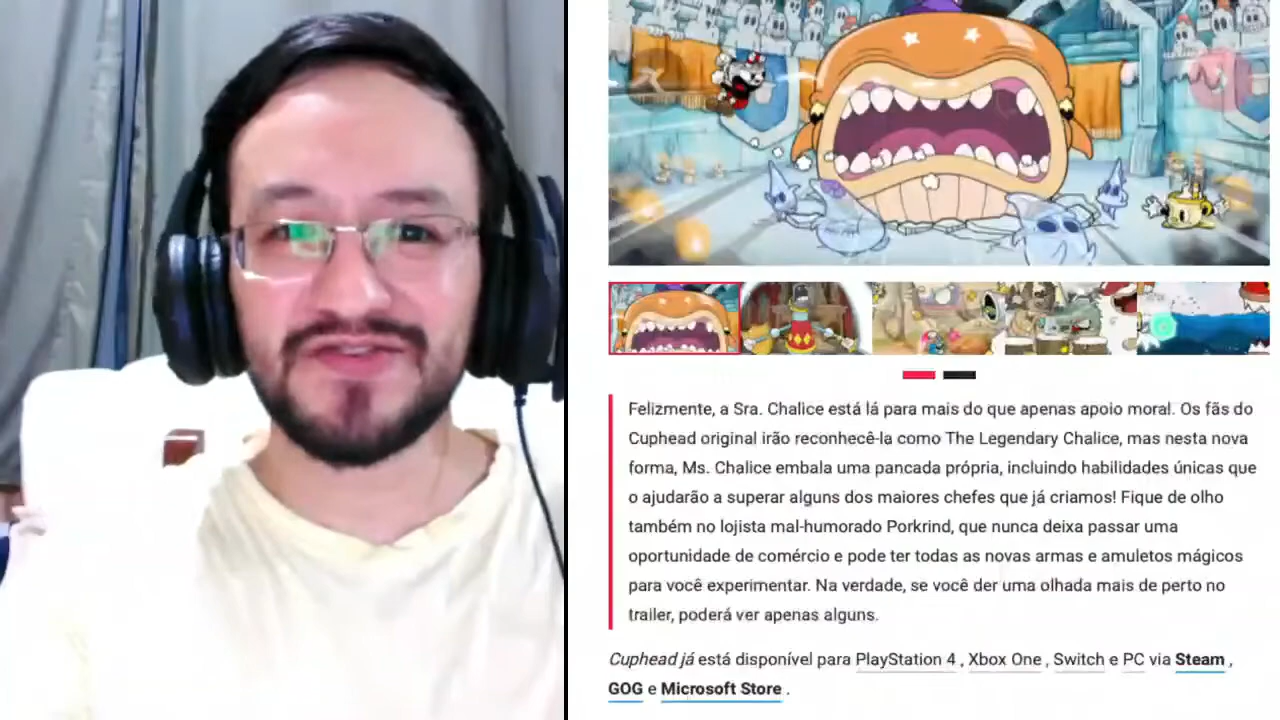 Felizmente, a Sra. Chalice está lá para mais do que apenas apoio moral. Os fãs do
Cuphead original irão reconhecê-la como The Legendary Chalice, mas nesta nova
forma, Ms. Chalice embala uma pancada própria, incluindo habilidades únicas que
o ajudarão a superar alguns dos maiores chefes que já criamos! Fique de olho
também no lojista mal-humorado Porkrind, que nunca deixa passar uma
oportunidade de comércio e pode ter todas as novas armas e amuletos mágicos
para você experimentar. Na verdade, se você der uma olhada mais de perto no
trailer, poderá ver apenas alguns.
Cuphead já está disponível para PlayStation 4 , Xbox One , Switch e PC via Steam ,
GOG e Microsoft Store .